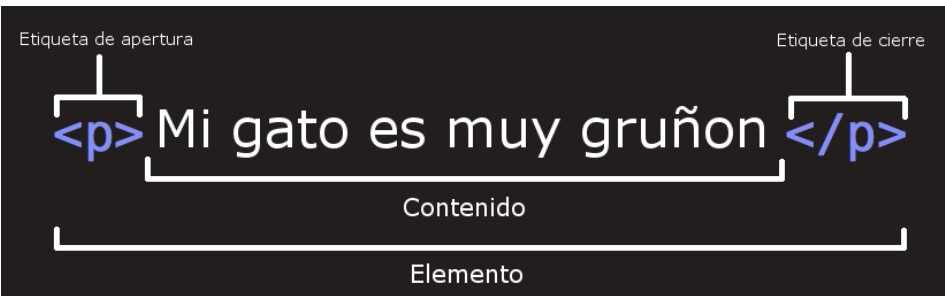 Etiqueta de apertura
Etiqueta de cierre
<p> Mi gato es muy gruñon </p>
Contenido
Elemento